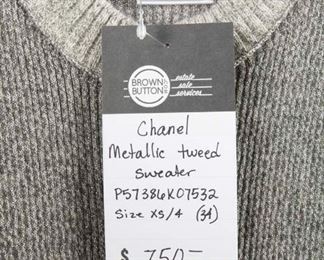 BROWN
BUTTON
estate
sale
services
Chanel
Metallic tweed
sweater
P57386K07532
Size XS/4 (34)
$ 750-